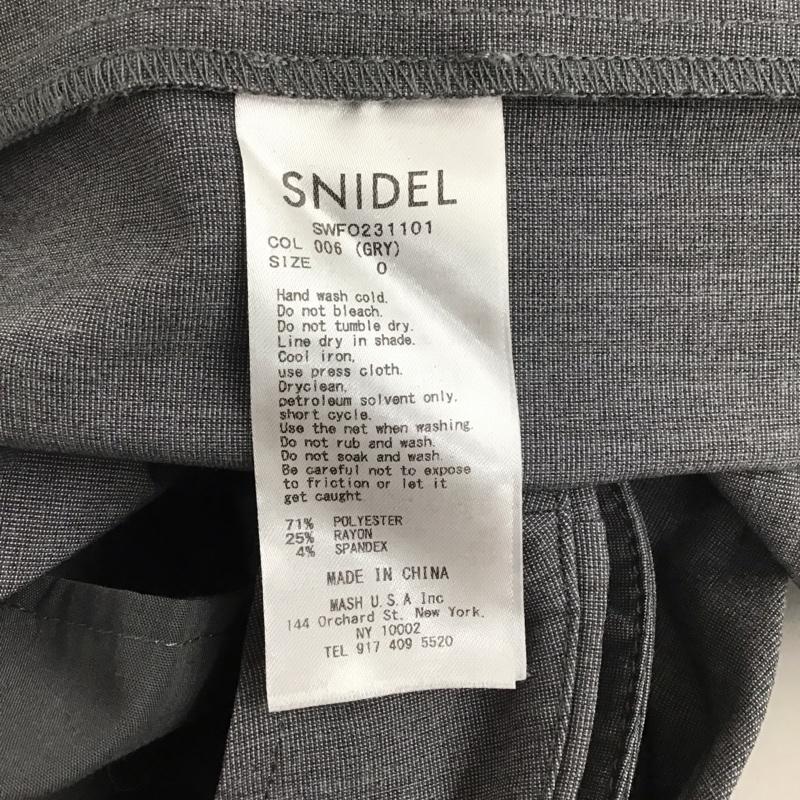 SNIDEL
SWFO231101
COL 006 (GRY)
SIZE 0
Hand wash cold.
Do not bleach.
Do not tumble dry.
Line dry in shade.
Cool iron,
use press cloth.
Dryclean,
petroleum solvent only.
short cycle.
Use the net when washing.
Do not rub and wash.
Do not soak and wash.
Be careful not to expose
to friction or let it
get caught
71% POLYESTER
25% RAYON
4% SPANDEX
MADE IN CHINA
MASH U.S.A Inc
144 Orchard St. New York.
NY 10002
TEL 917 409 5520